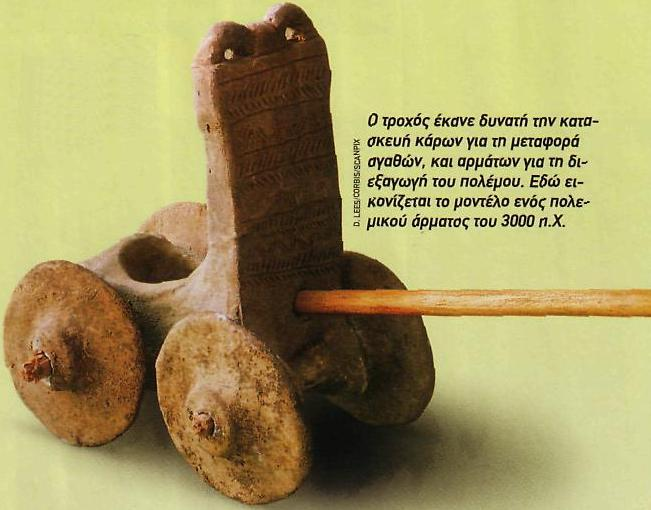 Ο τροχός έκανε δυνατή την κατα-
σκευή κάρων για τη μεταφορά
αγαθών, και αρμάτων για τη δι-
εξαγωγή του πολέμου. Εδώ ει-
κονίζεται το μοντέλο ενός πολε-
μικού άρματος του 3000 π.Χ.
D. LEES/CORBIS/SCANPIX